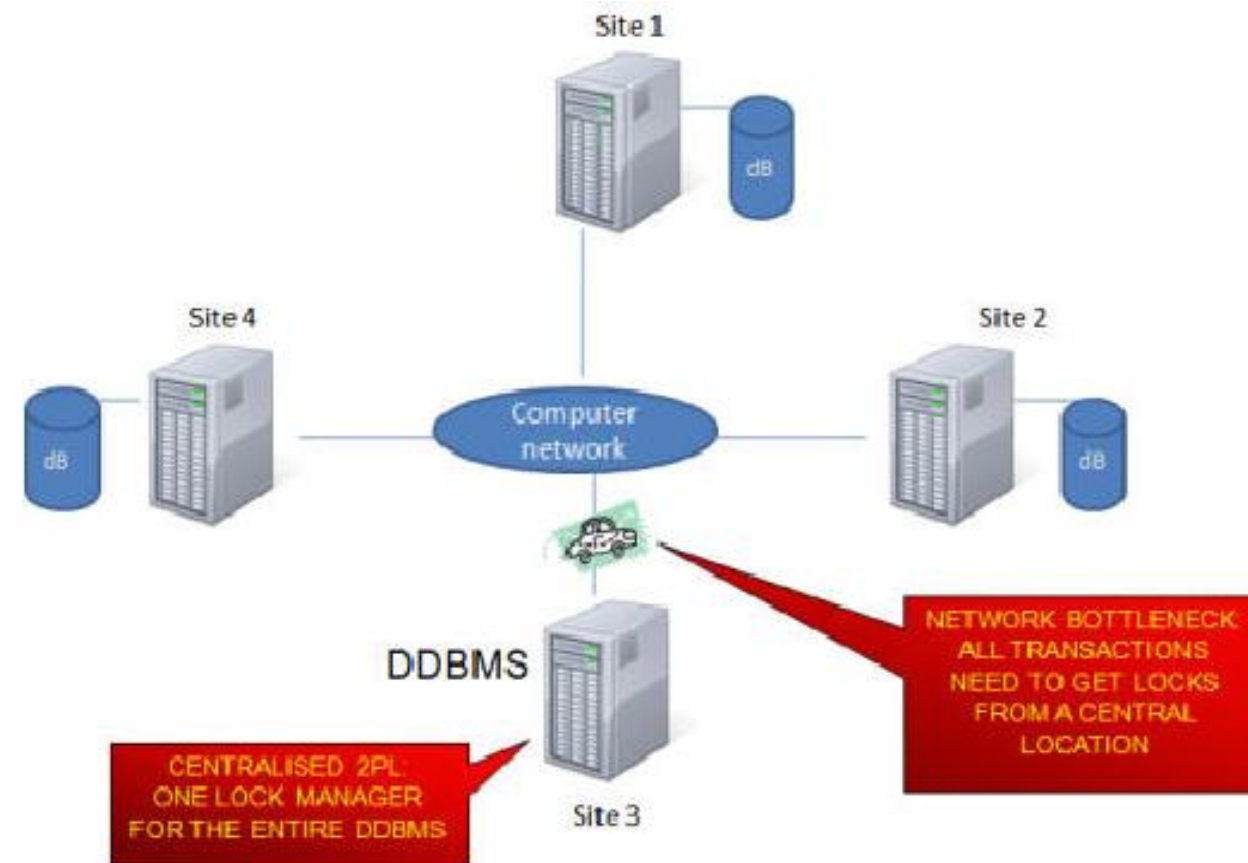 Site 1
dB
Site 4
Site 2
Computer
network
dB
dB
DDBMS
NETWORK BOTTLENECK
ALL TRANSACTIONS
NEED TO GET LOCKS
FROM A CENTRAL
LOCATION
CENTRALISED 2PL
ONE LOCK MANAGER
FOR THE ENTIRE DDBMS
Site 3